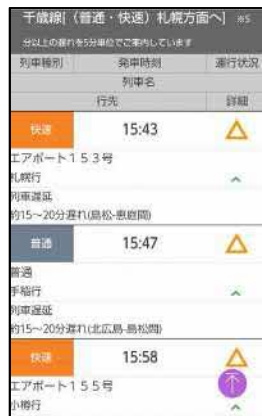 千歳線[（普通・快速）札幌方面へ] ※5
分以上の遅れを5分単位でご案内しています
列車種別 発車時刻 運行状況
列車名
行先 詳細
快速 15:43
エアポート１５３号
札幌行
列車遅延
約15～20分遅れ(島松-恵庭間)
普通 15:47
普通
手稲行
列車遅延
約15～20分遅れ(北広島-島松間)
快速 15:58
エアポート１５５号
小樽行